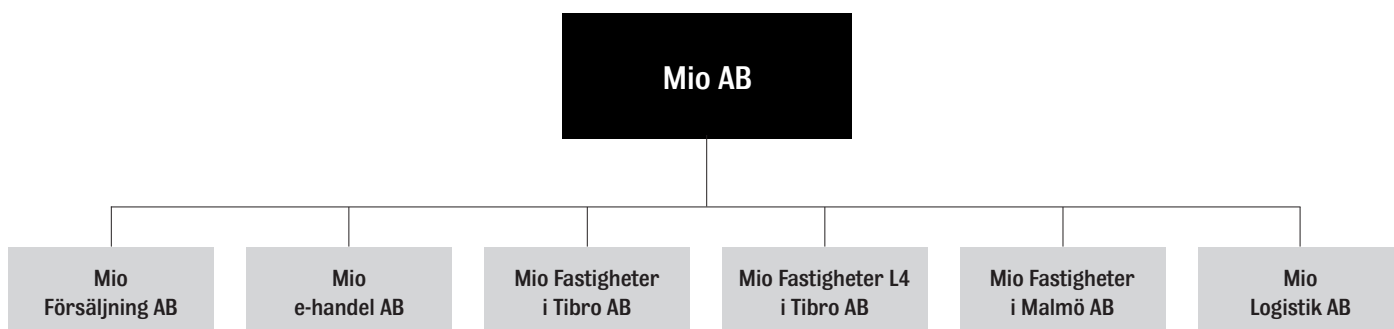 Mio AB
Mio
Försäljning AB
Mio
e-handel AB
Mio Fastigheter
i Tibro AB
Mio Fastigheter L4
i Tibro AB
Mio Fastigheter
i Malmö AB
Mio
Logistik AB